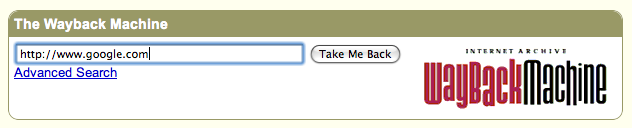 The Wayback Machine
http://www.google.com
Take Me Back
Advanced Search
INTERNET ARCHIVE
WayBackMachine